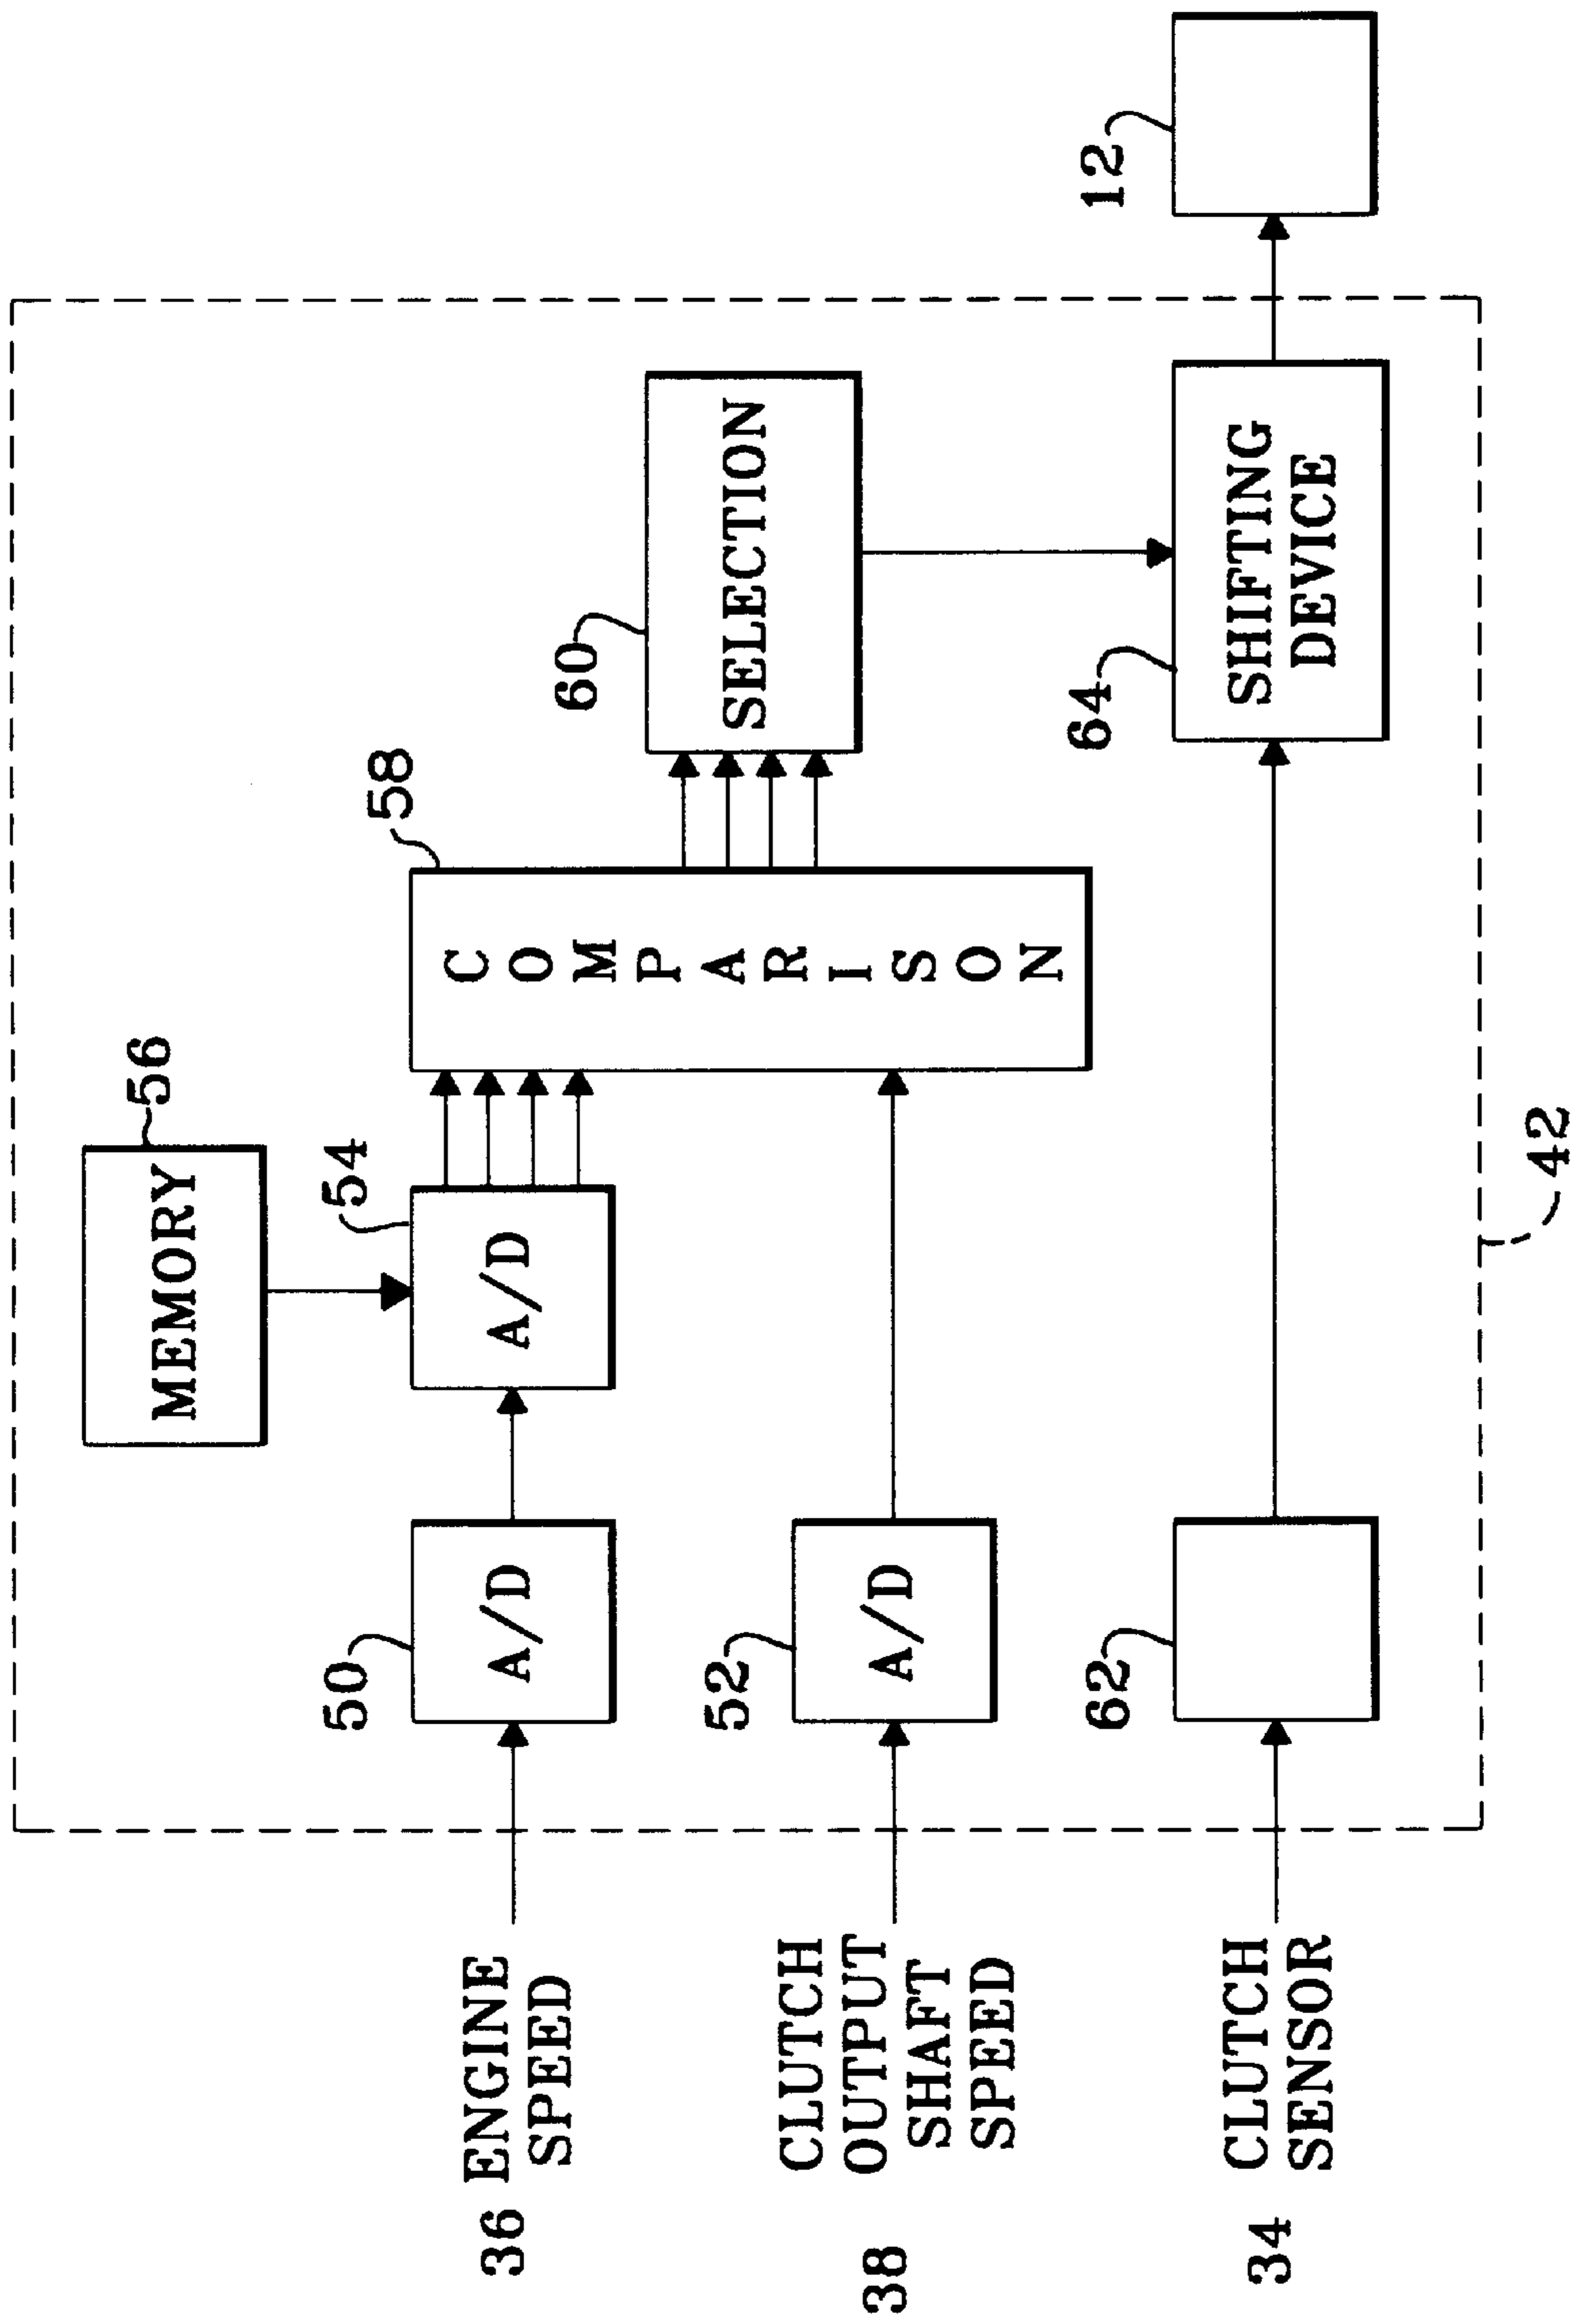 36 ENGINE
SPEED
38
CLUTCH
OUTPUT
SHAFT
SPEED
34
CLUTCH
SENSOR
50
A/D
52
A/D
62
MEMORY
56
54
A/D
58
COMPARISON
60
SELECTION
64
SHIFTING
DEVICE
12
42